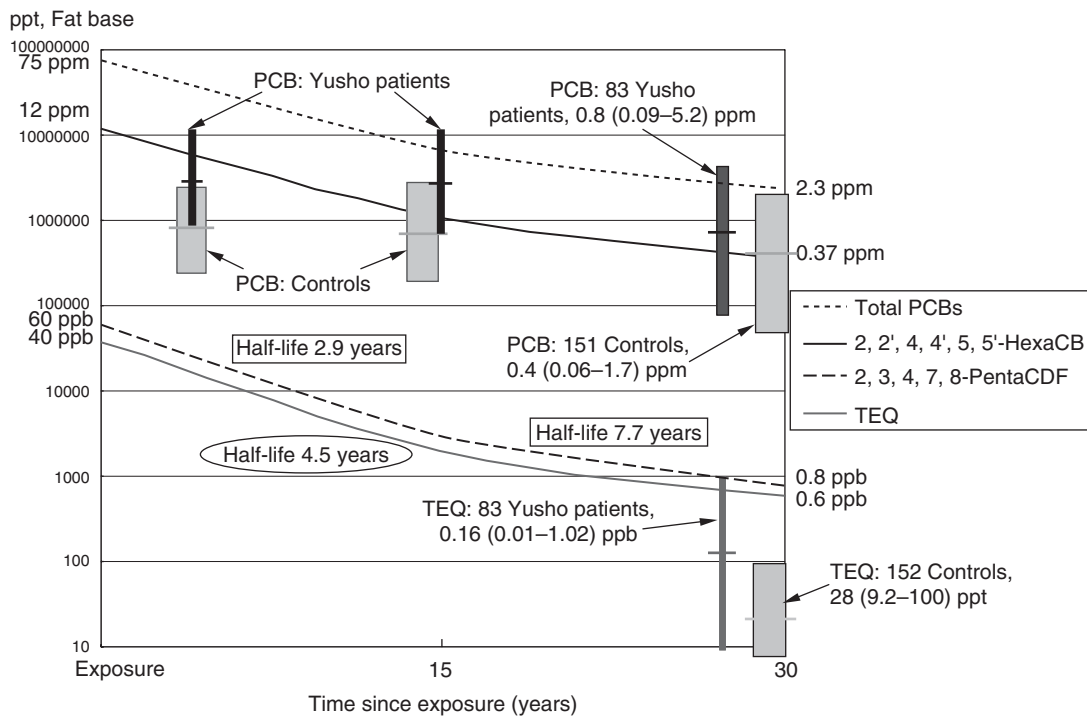 ppt, Fat base
100000000
75 ppm
12 ppm
10000000
1000000
100000
60 ppb
40 ppb
10000
1000
100
10
PCB: Yusho patients
PCB: 83 Yusho
patients, 0.8 (0.09–5.2) ppm
2.3 ppm
0.37 ppm
PCB: Controls
PCB: 151 Controls,
0.4 (0.06–1.7) ppm
Half-life 2.9 years
Half-life 7.7 years
Half-life 4.5 years
Total PCBs
2, 2', 4, 4', 5, 5'-HexaCB
2, 3, 4, 7, 8-PentaCDF
TEQ
0.8 ppb
0.6 ppb
TEQ: 83 Yusho patients,
0.16 (0.01–1.02) ppb
TEQ: 152 Controls,
28 (9.2–100) ppt
Exposure
15
30
Time since exposure (years)